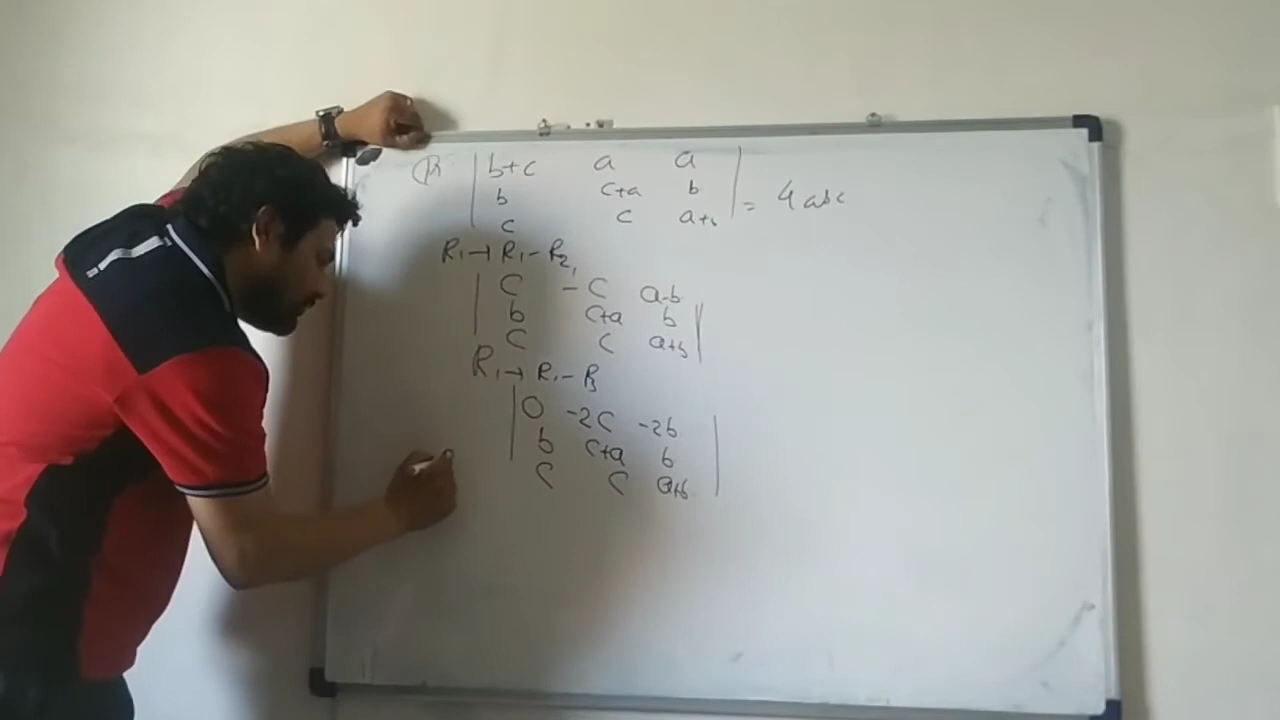 | b+c a a |
| b c+a b | = 4abc
| c c a+b |
R₁→R₁-R₂
| C -C a-b |
| b c+a b |
| C C a+b |
R₁→R₁-R₃
| 0 -2C -2b |
| b c+a b |
| C C a+b |